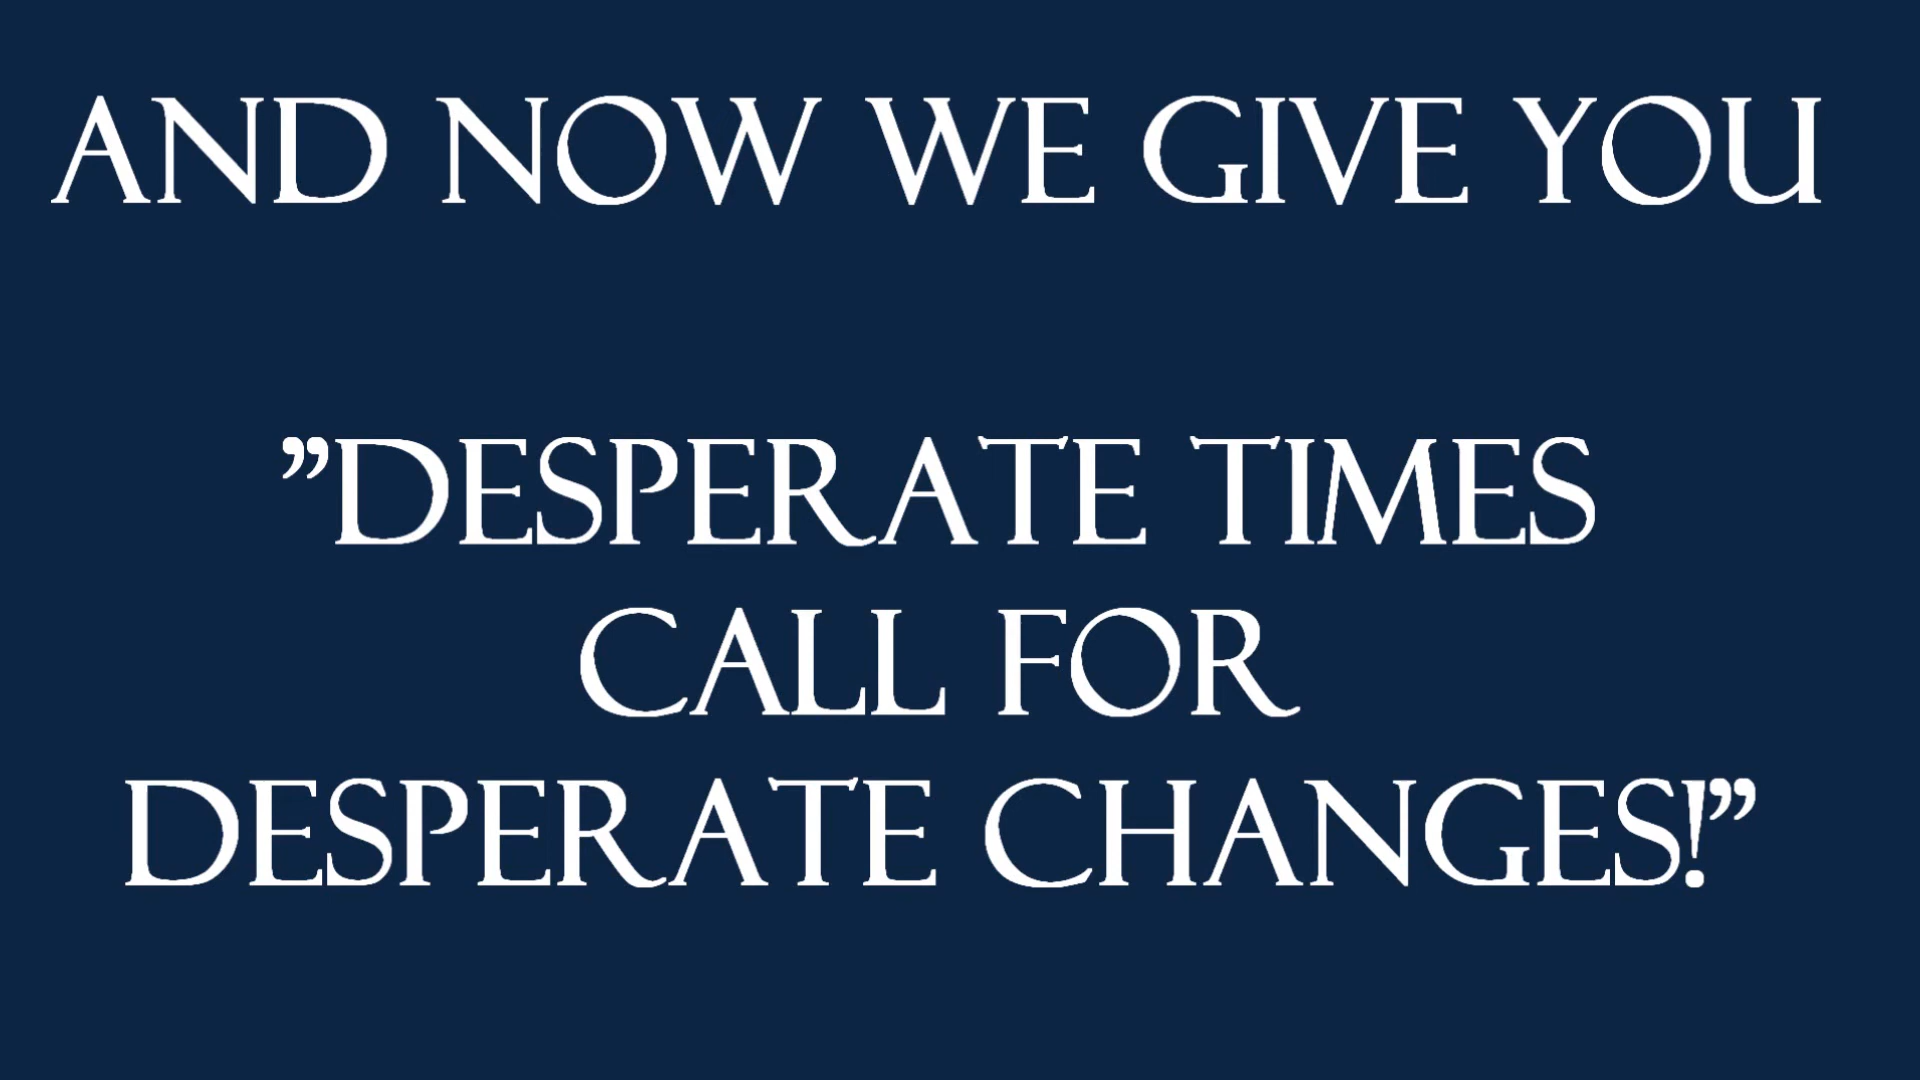 AND NOW WE GIVE YOU
”DESPERATE TIMES
CALL FOR
DESPERATE CHANGES!”